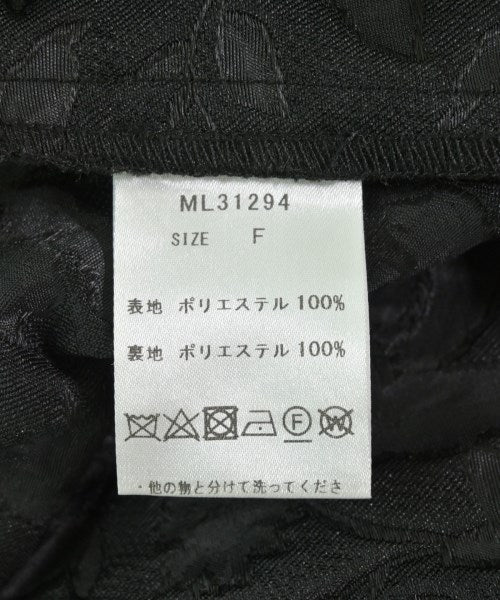 ML31294
SIZE F
表地 ポリエステル 100%
裏地 ポリエステル 100%
F W
・他の物と分けて洗ってくださ